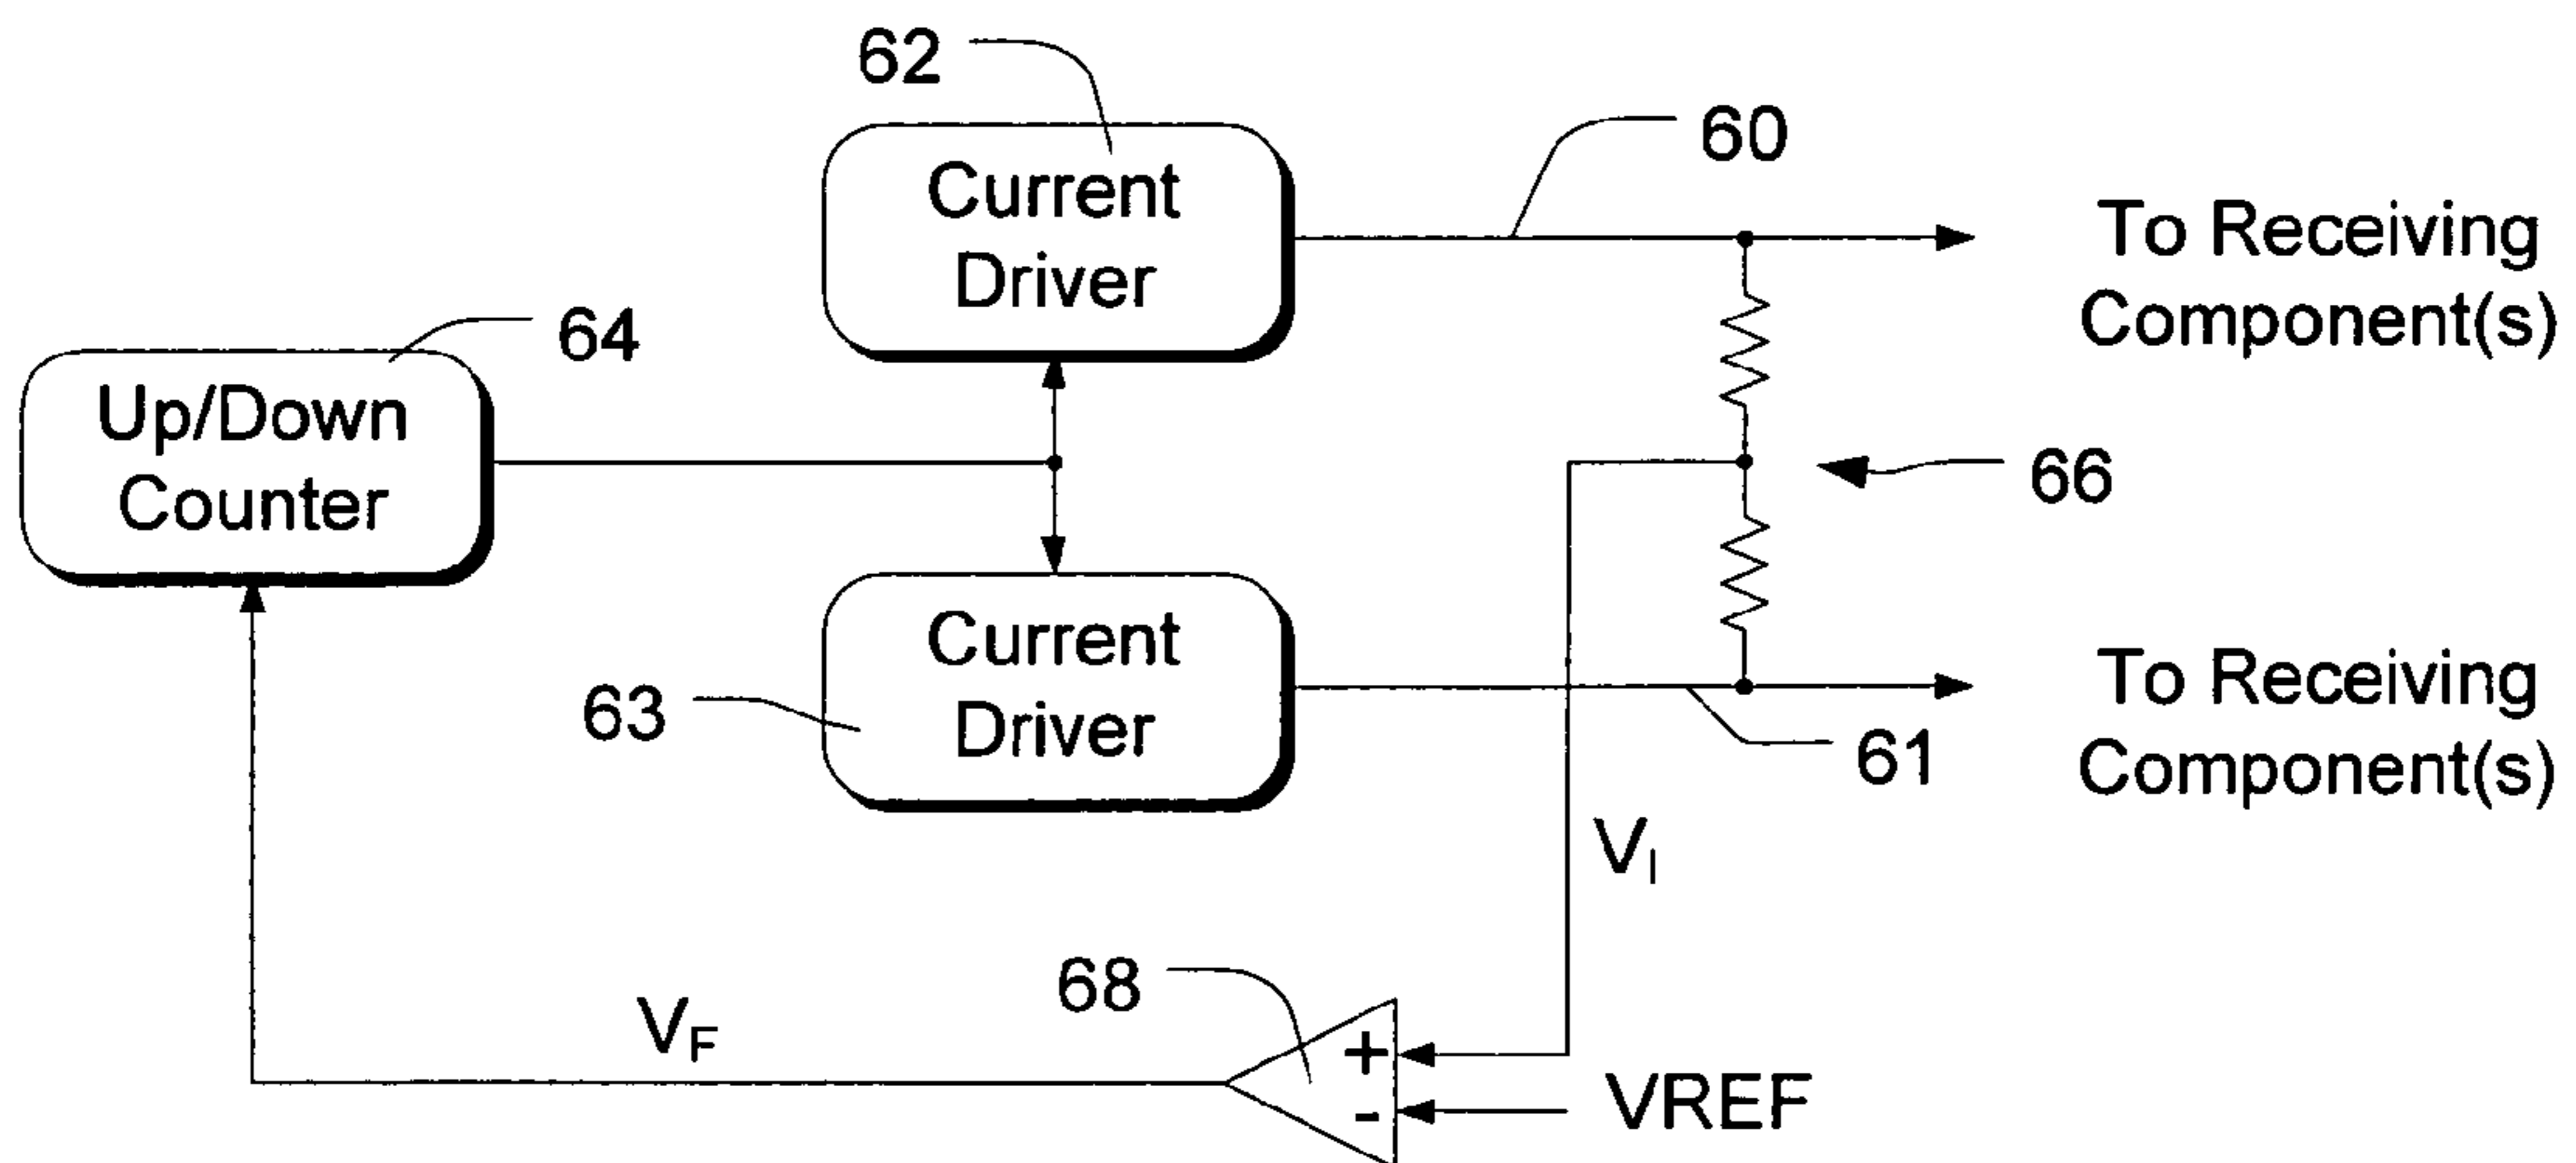 62
Current
Driver
60
To Receiving
Component(s)
64
Up/Down
Counter
66
Current
Driver
63
To Receiving
Component(s)
61
VI
68
VF
+
-
VREF